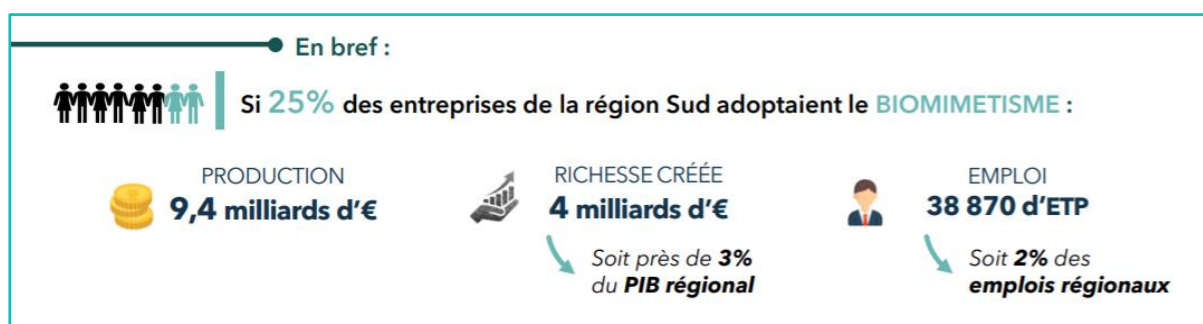 En bref :
Si 25% des entreprises de la région Sud adoptaient le BIOMIMETISME :
PRODUCTION
9,4 milliards d’€
RICHESSE CRÉÉE
4 milliards d’€
Soit près de 3%
du PIB régional
EMPLOI
38 870 d’ETP
Soit 2% des
emplois régionaux